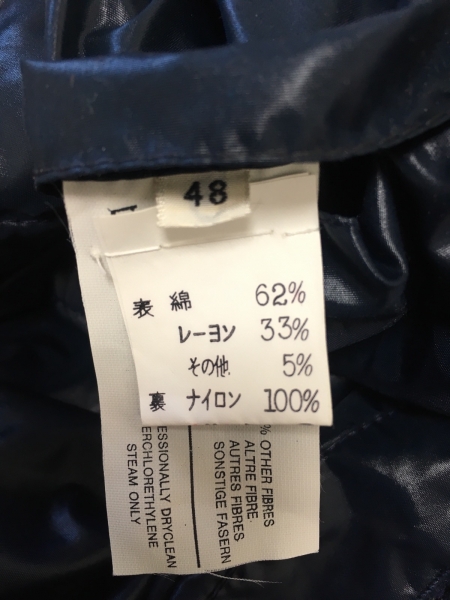 48
表 綿 62%
レーヨン 33%
その他 5%
裏 ナイロン 100%
% OTHER FIBRES
ALTRE FIBRE
AUTRES FIBRES
SONSTIGE FASERN
ESSIONALLY DRYCLEAN
ERCHLORETHYLENE
STEAM ONLY